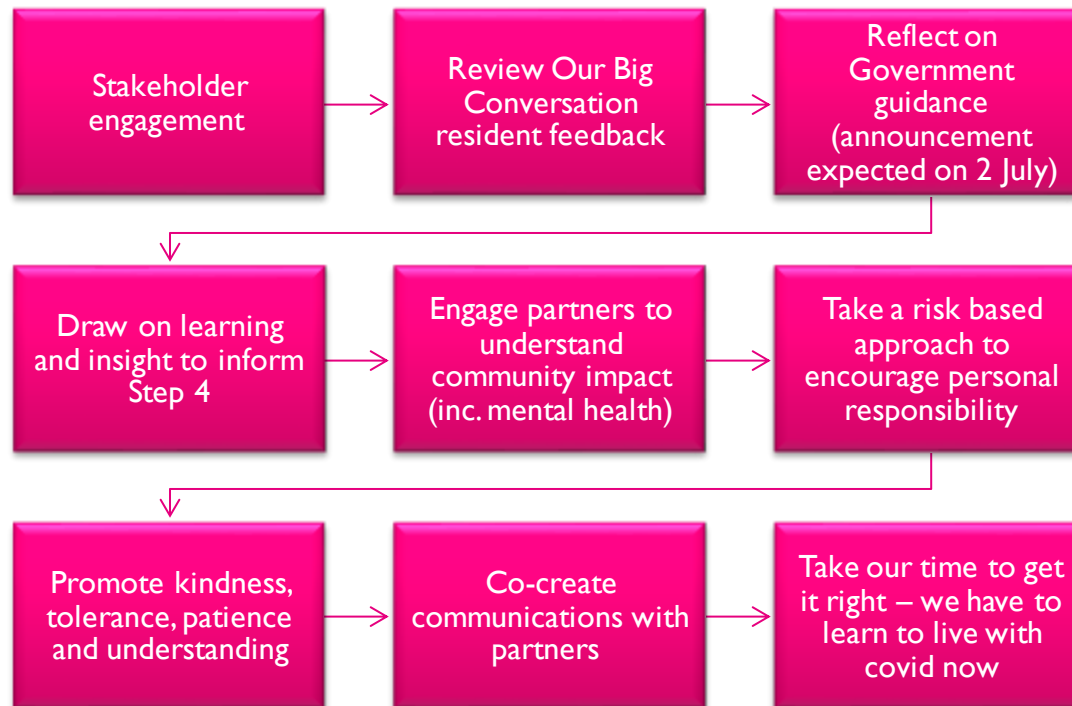 Stakeholder
engagement
Review Our Big
Conversation
resident feedback
Reflect on
Government
guidance
(announcement
expected on 2 July)
Draw on learning
and insight to inform
Step 4
Engage partners to
understand
community impact
(inc. mental health)
Take a risk based
approach to
encourage personal
responsibility
Promote kindness,
tolerance, patience
and understanding
Co-create
communications with
partners
Take our time to get
it right – we have to
learn to live with
covid now